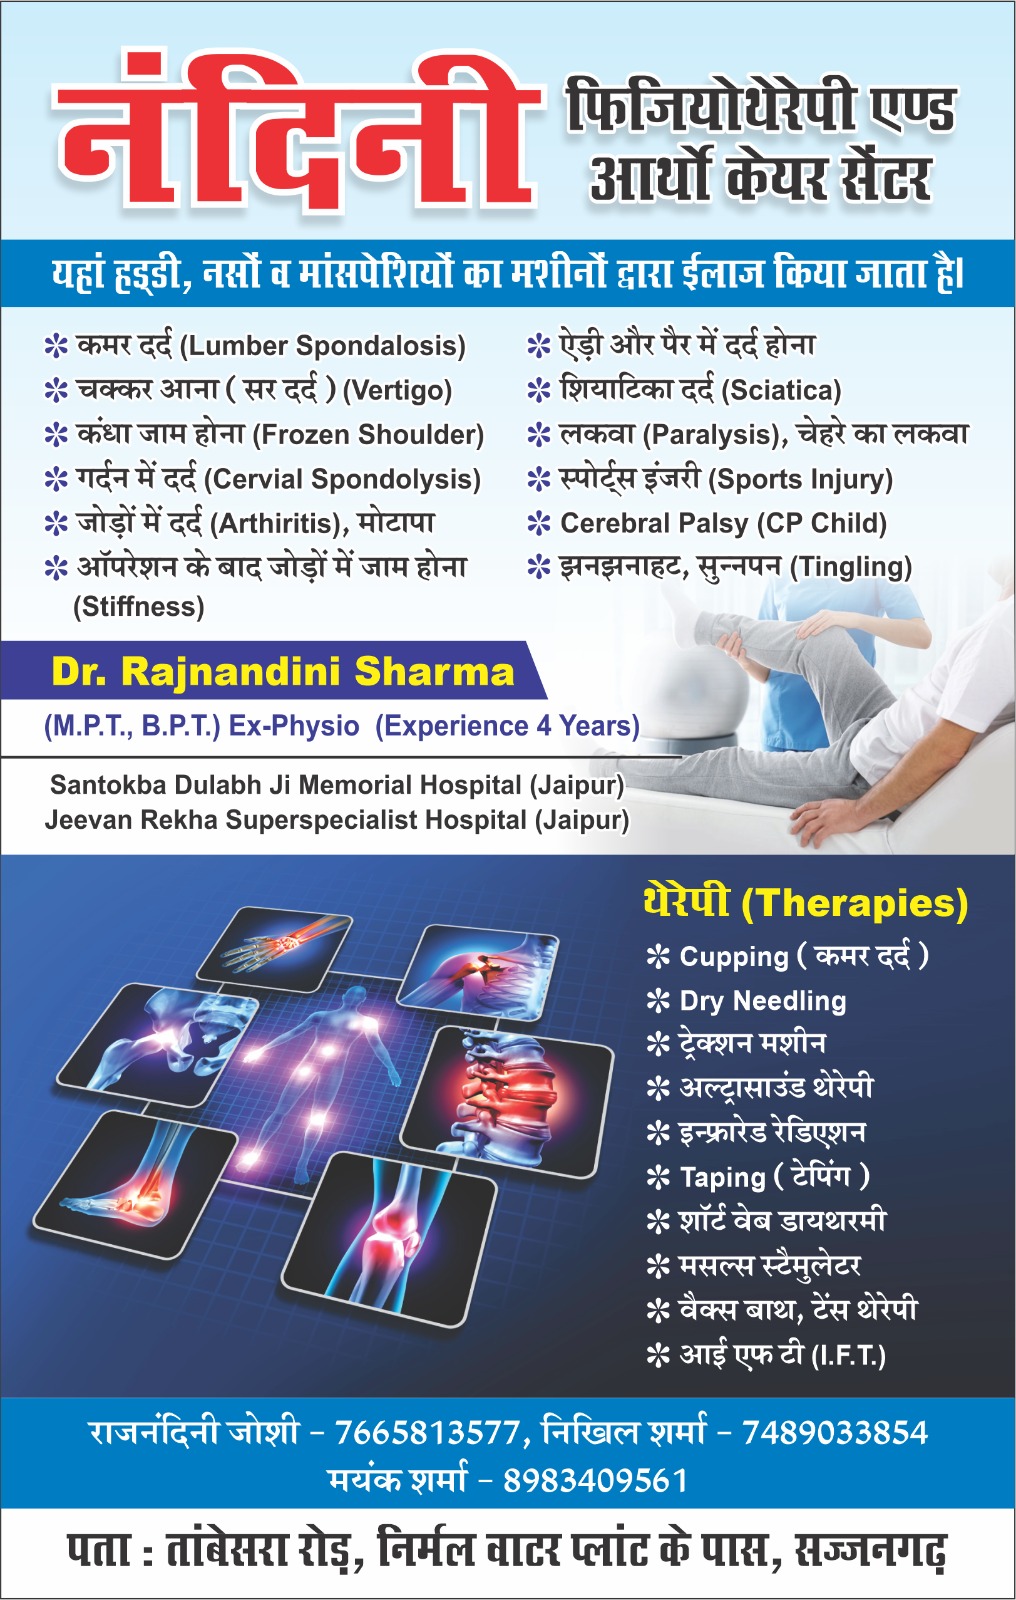 नंदिनी फिजियोथेरेपी एण्ड
आर्थो केयर सेंटर
यहां हड्डी, नसों व मांसपेशियों का मशीनों द्वारा ईलाज किया जाता है।
❇ कमर दर्द (Lumber Spondalosis)
❇ चक्कर आना ( सर दर्द ) (Vertigo)
❇ कंधा जाम होना (Frozen Shoulder)
❇ गर्दन में दर्द (Cervial Spondolysis)
❇ जोड़ों में दर्द (Arthiritis), मोटापा
❇ ऑपरेशन के बाद जोड़ों में जाम होना
(Stiffness)
❇ ऐड़ी और पैर में दर्द होना
❇ शियाटिका दर्द (Sciatica)
❇ लकवा (Paralysis), चेहरे का लकवा
❇ स्पोर्ट्स इंजरी (Sports Injury)
❇ Cerebral Palsy (CP Child)
❇ झनझनाहट, सुन्नपन (Tingling)
Dr. Rajnandini Sharma
(M.P.T., B.P.T.) Ex-Physio (Experience 4 Years)
Santokba Dulabh Ji Memorial Hospital (Jaipur)
Jeevan Rekha Superspecialist Hospital (Jaipur)
थेरेपी (Therapies)
❇ Cupping ( कमर दर्द )
❇ Dry Needling
❇ ट्रेक्शन मशीन
❇ अल्ट्रासाउंड थेरेपी
❇ इन्फ्रारेड रेडिएशन
❇ Taping ( टेपिंग )
❇ शॉर्ट वेब डायथरमी
❇ मसल्स स्टैमुलेटर
❇ वैक्स बाथ, टेंस थेरेपी
❇ आई एफ टी (I.F.T.)
राजनंदिनी जोशी - 7665813577, निखिल शर्मा - 7489033854
मयंक शर्मा - 8983409561
पता : तांबेसरा रोड़, निर्मल वाटर प्लांट के पास, सज्जनगढ़